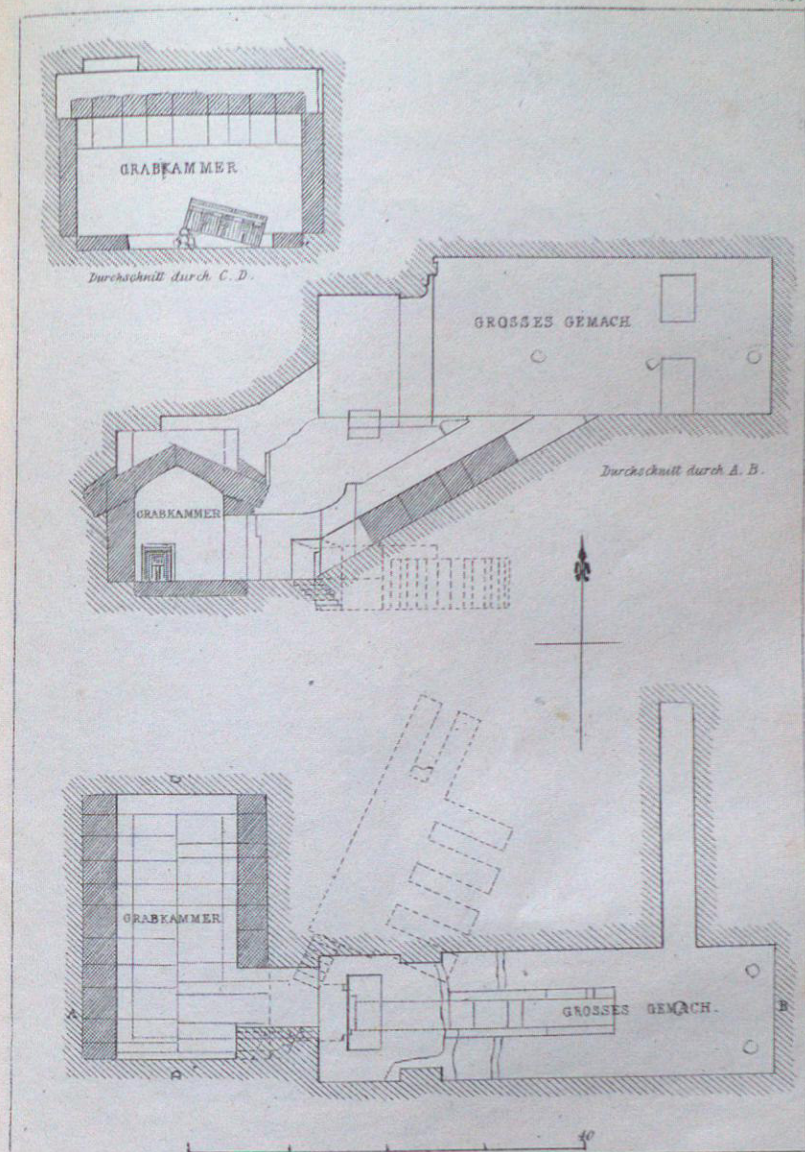 GRABKAMMER
Durchschnitt durch C. D.
GROSSES GEMACH
Durchschnitt durch A. B.
GRABKAMMER
GRABKAMMER
A
GROSSES GEMACH.
B
40